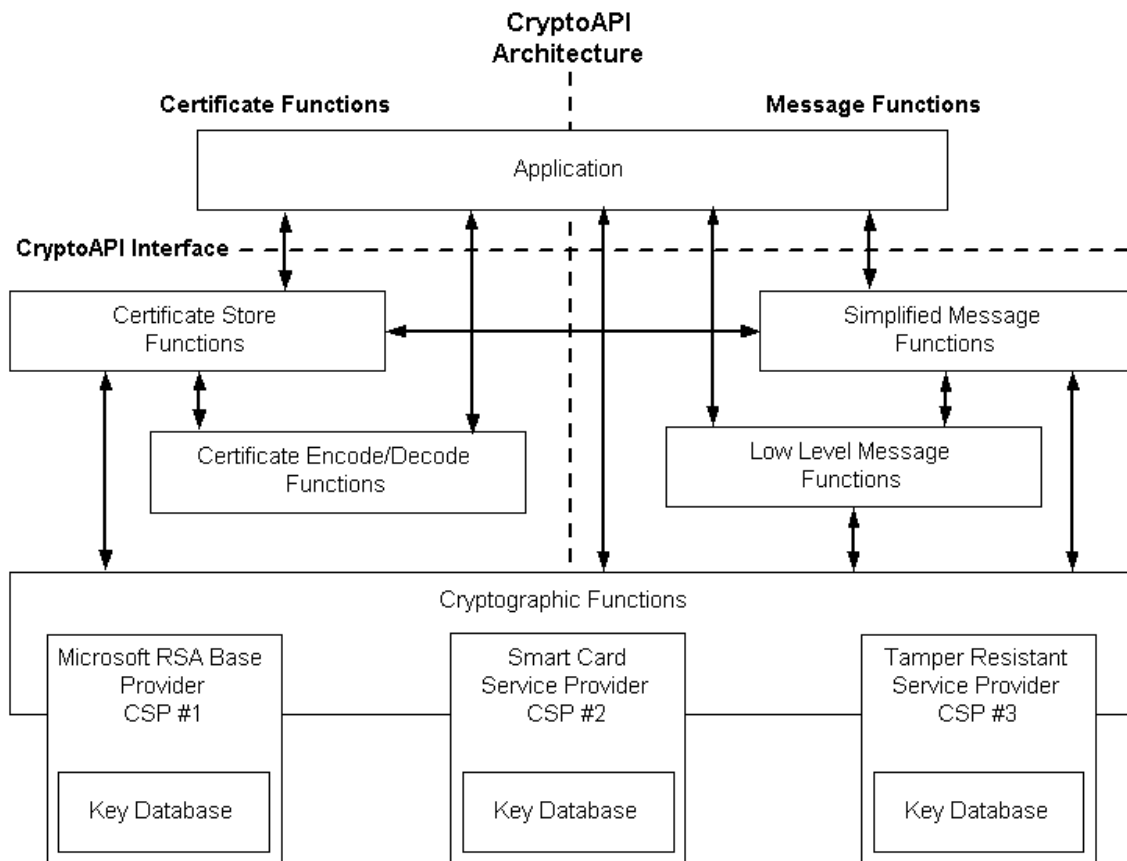 CryptoAPI
Architecture
Certificate Functions
Message Functions
Application
CryptoAPI Interface
Certificate Store
Functions
Simplified Message
Functions
Certificate Encode/Decode
Functions
Low Level Message
Functions
Cryptographic Functions
Microsoft RSA Base
Provider
CSP #1
Smart Card
Service Provider
CSP #2
Tamper Resistant
Service Provider
CSP #3
Key Database
Key Database
Key Database